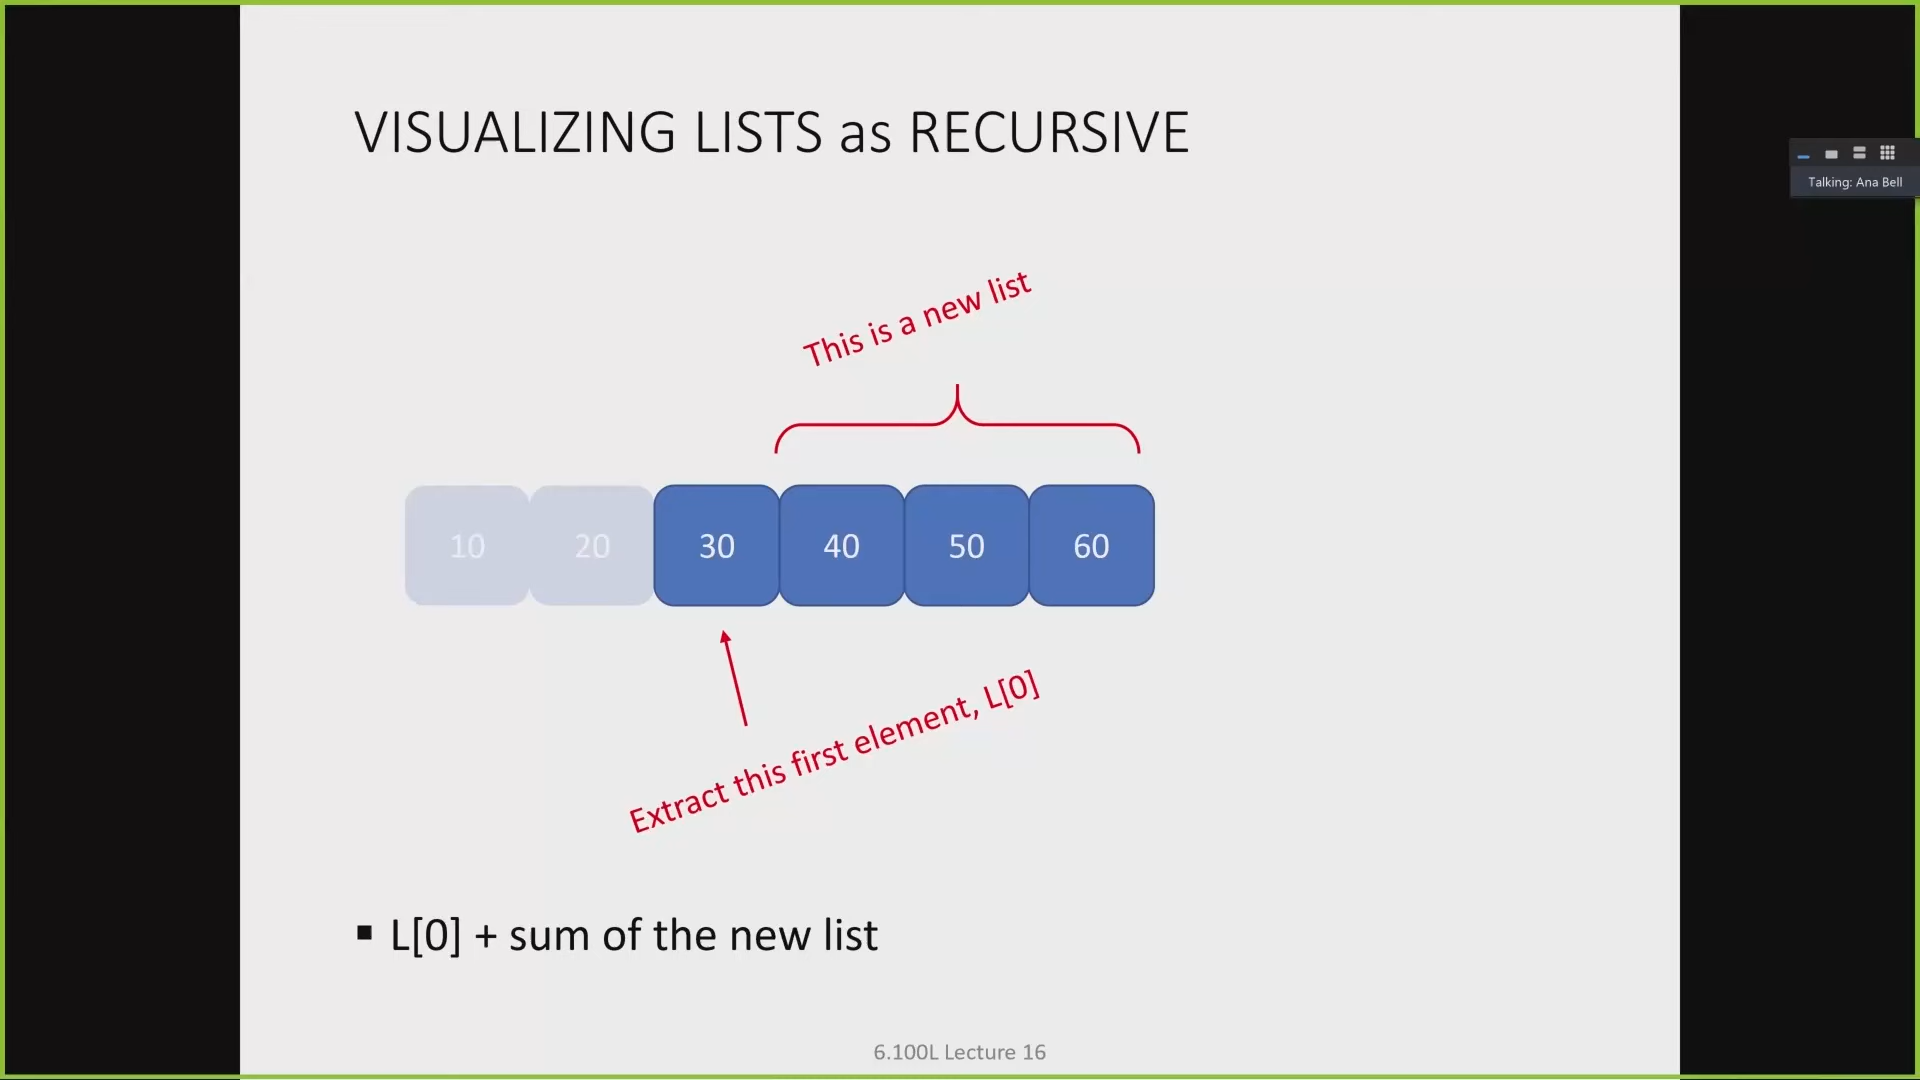 VISUALIZING LISTS as RECURSIVE
Talking: Ana Bell
This is a new list
10 20 30 40 50 60
Extract this first element, L[0]
▪ L[0] + sum of the new list
6.100L Lecture 16